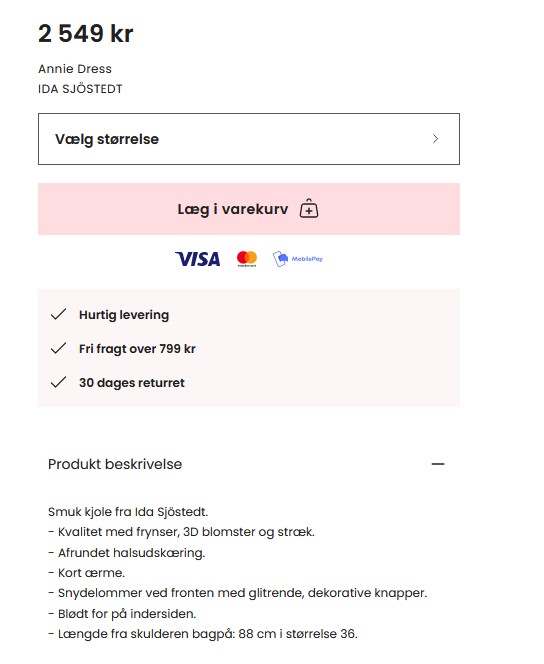 2 549 kr
Annie Dress
IDA SJÖSTEDT
Vælg størrelse
Læg i varekurv
VISA
MobilePay
Hurtig levering
Fri fragt over 799 kr
30 dages returret
Produkt beskrivelse
Smuk kjole fra Ida Sjöstedt.
- Kvalitet med frynser, 3D blomster og stræk.
- Afrundet halsudskæring.
- Kort ærme.
- Snydelommer ved fronten med glitrende, dekorative knapper.
- Blødt for på indersiden.
- Længde fra skulderen bagpå: 88 cm i størrelse 36.